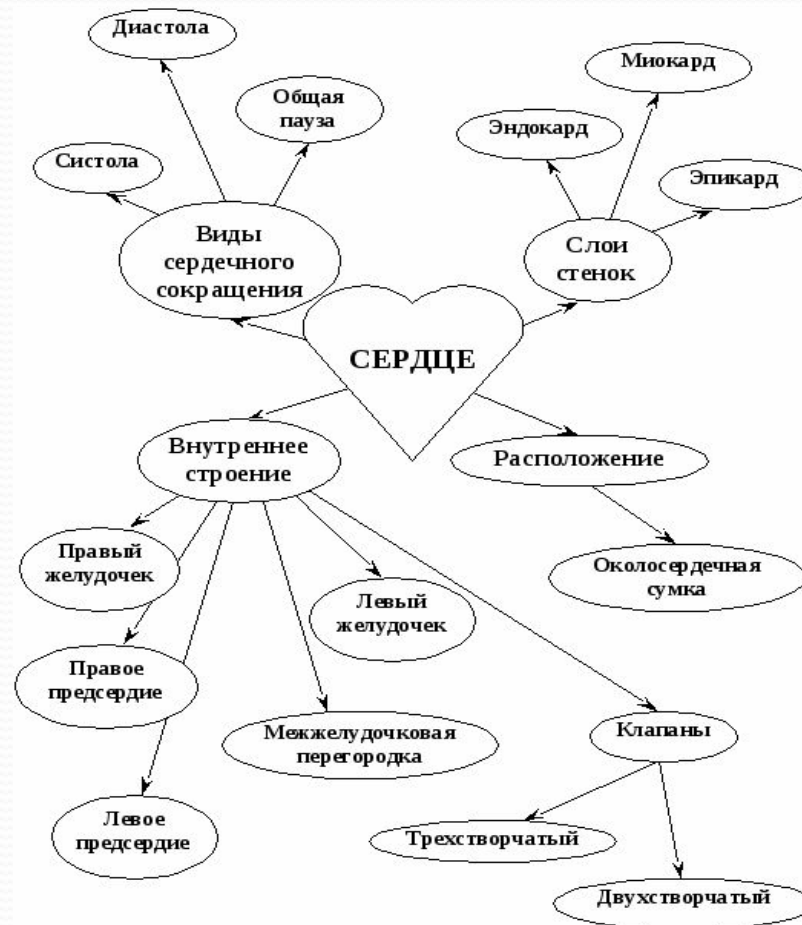 Диастола
Миокард
Общая
пауза
Эндокард
Систола
Эпикард
Виды
сердечного
сокращения
Слои
стенок
СЕРДЦЕ
Внутреннее
строение
Расположение
Правый
желудочек
Околосердечная
сумка
Левый
желудочек
Правое
предсердие
Межжелудочковая
перегородка
Клапаны
Левое
предсердие
Трехстворчатый
Двухстворчатый